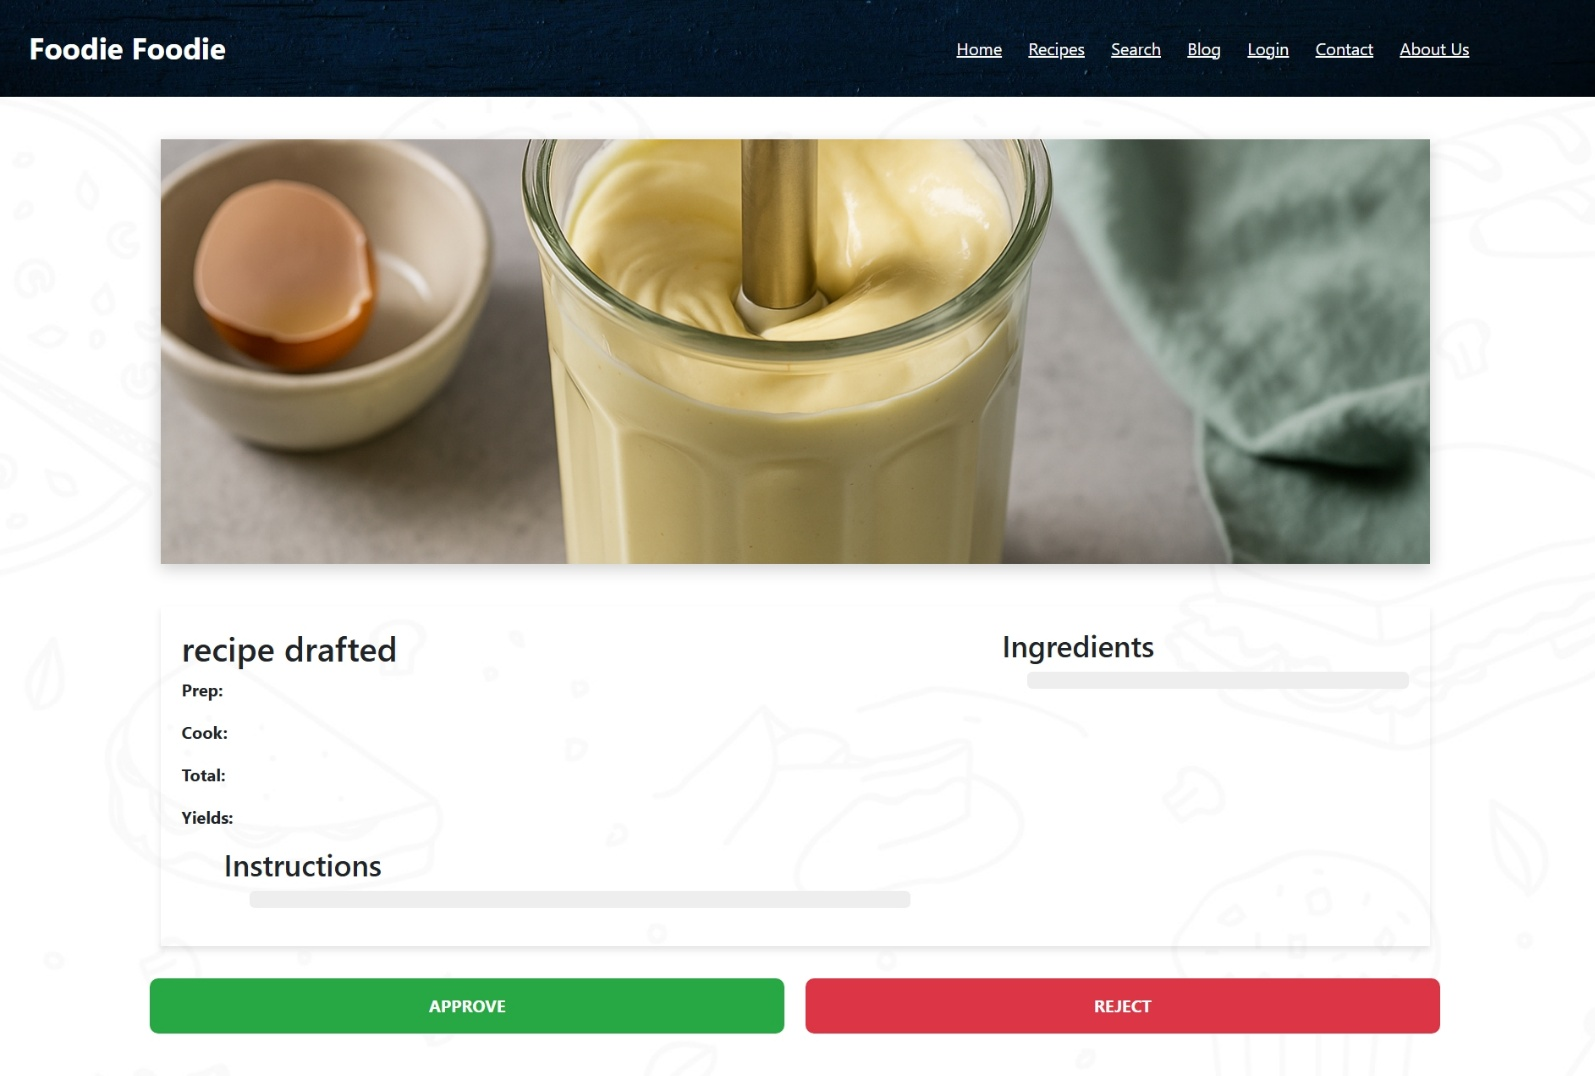 Foodie Foodie
Home Recipes Search Blog Login Contact About Us
recipe drafted
Prep:
Cook:
Total:
Yields:
Instructions
Ingredients
APPROVE
REJECT